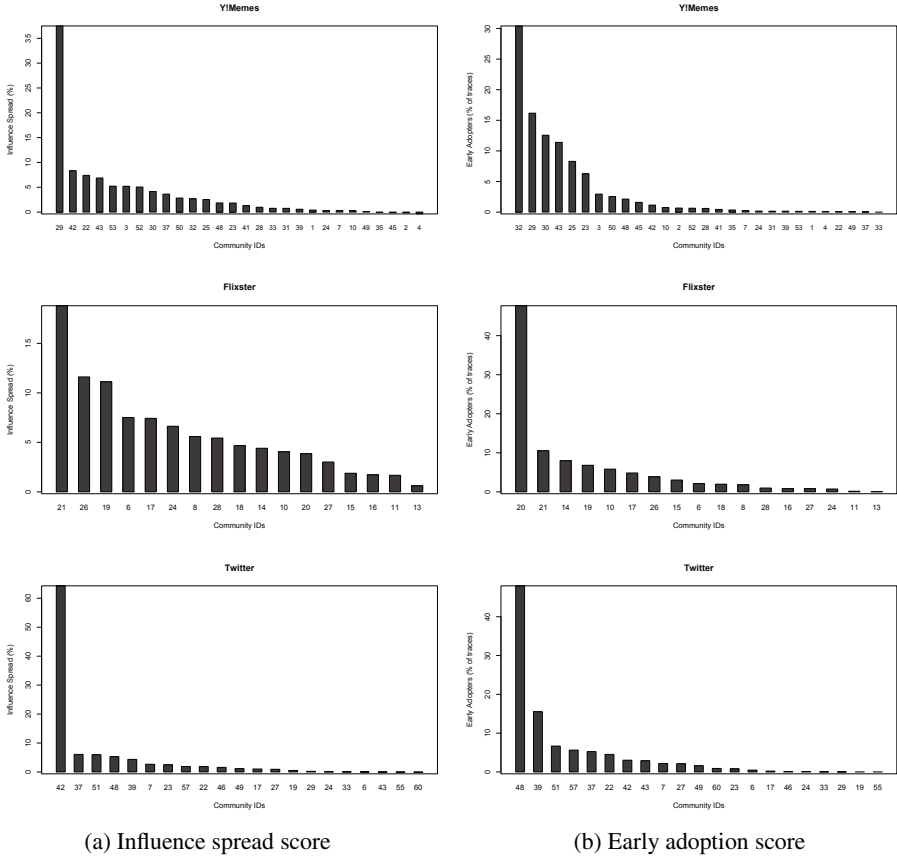 Y!Memes
Influence Spread (%)
0 5 10 15 20 25 30 35
29 42 22 43 53 3 52 30 37 50 32 25 48 23 41 28 33 31 39 1 24 7 10 49 35 45 2 4
Community IDs
Y!Memes
Early Adopters (% of traces)
0 5 10 15 20 25 30
32 29 30 43 25 23 3 50 48 45 42 10 2 52 28 41 35 7 24 31 39 53 1 4 22 49 37 33
Community IDs
Flixster
Influence Spread (%)
0 5 10 15
21 26 19 6 17 24 8 28 18 14 10 20 27 15 16 11 13
Community IDs
Flixster
Early Adopters (% of traces)
0 10 20 30 40
20 21 14 19 10 17 26 15 6 18 8 28 16 27 24 11 13
Community IDs
Twitter
Influence Spread (%)
0 10 20 30 40 50 60
42 37 51 48 39 7 23 57 22 46 49 17 27 19 29 24 33 6 43 55 60
Community IDs
Twitter
Early Adopters (% of traces)
0 10 20 30 40
48 39 51 57 37 22 42 43 7 27 49 60 23 6 17 46 24 33 29 19 55
Community IDs
(a) Influence spread score
(b) Early adoption score